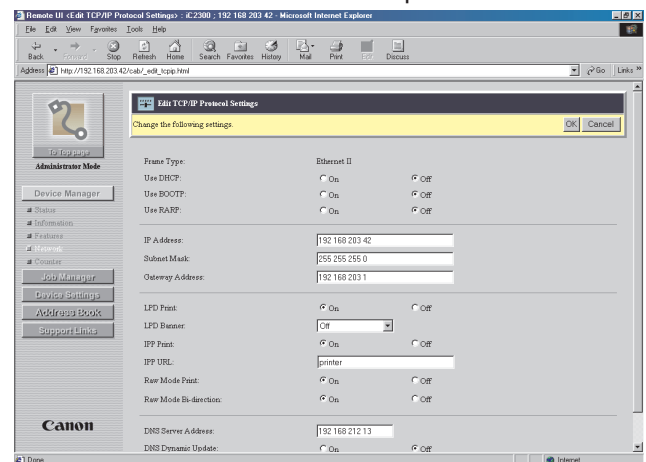 Remote UI <Edit TCP/IP Protocol Settings> : iC2300 ; 192 168 203 42 - Microsoft Internet Explorer
File Edit View Favorites Tools Help
Back Forward Stop Refresh Home Search Favorites History Mail Print Edit Discuss
Address http://192.168.203.42/cab/_edit_tcpip.html Go Links »
To Top page
Administrator Mode
Device Manager
Status
Information
Features
Network
Counter
Job Manager
Device Settings
Address Book
Support Links
Canon
Edit TCP/IP Protocol Settings
Change the following settings. OK Cancel
Frame Type: Ethernet II
Use DHCP: On Off
Use BOOTP: On Off
Use RARP: On Off
IP Address: 192 168 203 42
Subnet Mask: 255 255 255 0
Gateway Address: 192 168 203 1
LPD Print: On Off
LPD Banner: Off
IPP Print: On Off
IPP URL: printer
Raw Mode Print: On Off
Raw Mode Bi-direction: On Off
DNS Server Address: 192 168 212 13
DNS Dynamic Update: On Off
Done Internet